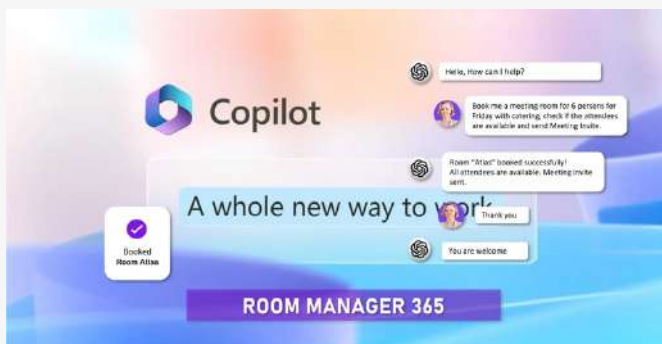 Copilot
A whole new way to work
Hello, How can I help?
Book me a meeting room for 6 persons for
Friday with catering, check if the attendees
are available and send Meeting Invite.
Room "Atlas" booked successfully!
All attendees are available. Meeting invite
sent.
Thank you
You are welcome
Booked
Room Atlas
ROOM MANAGER 365